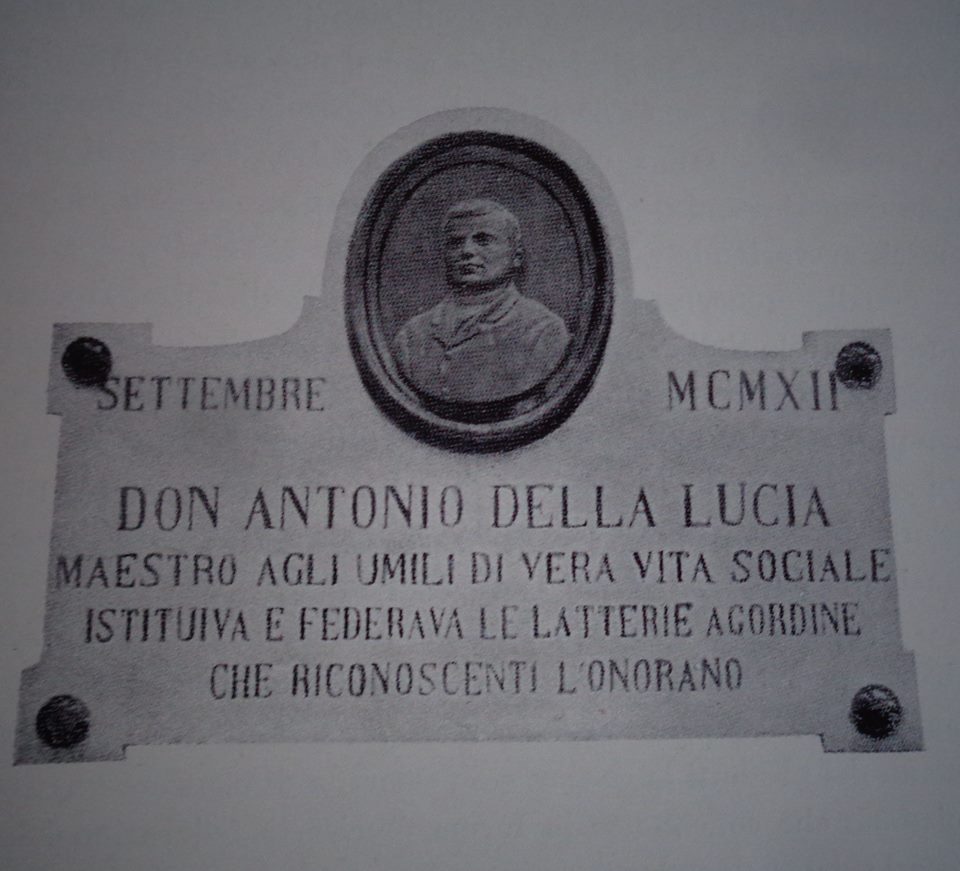 SETTEMBRE MCMXII
DON ANTONIO DELLA LUCIA
MAESTRO AGLI UMILI DI VERA VITA SOCIALE
ISTITUIVA E FEDERAVA LE LATTERIE AGORDINE
CHE RICONOSCENTI L'ONORANO